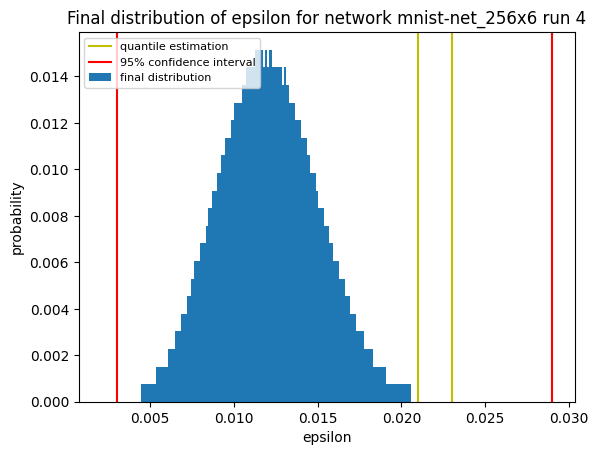 Final distribution of epsilon for network mnist-net_256x6 run 4
quantile estimation
95% confidence interval
final distribution
0.014
0.012
0.010
0.008
0.006
0.004
0.002
0.000
probability
0.005
0.010
0.015
0.020
0.025
0.030
epsilon